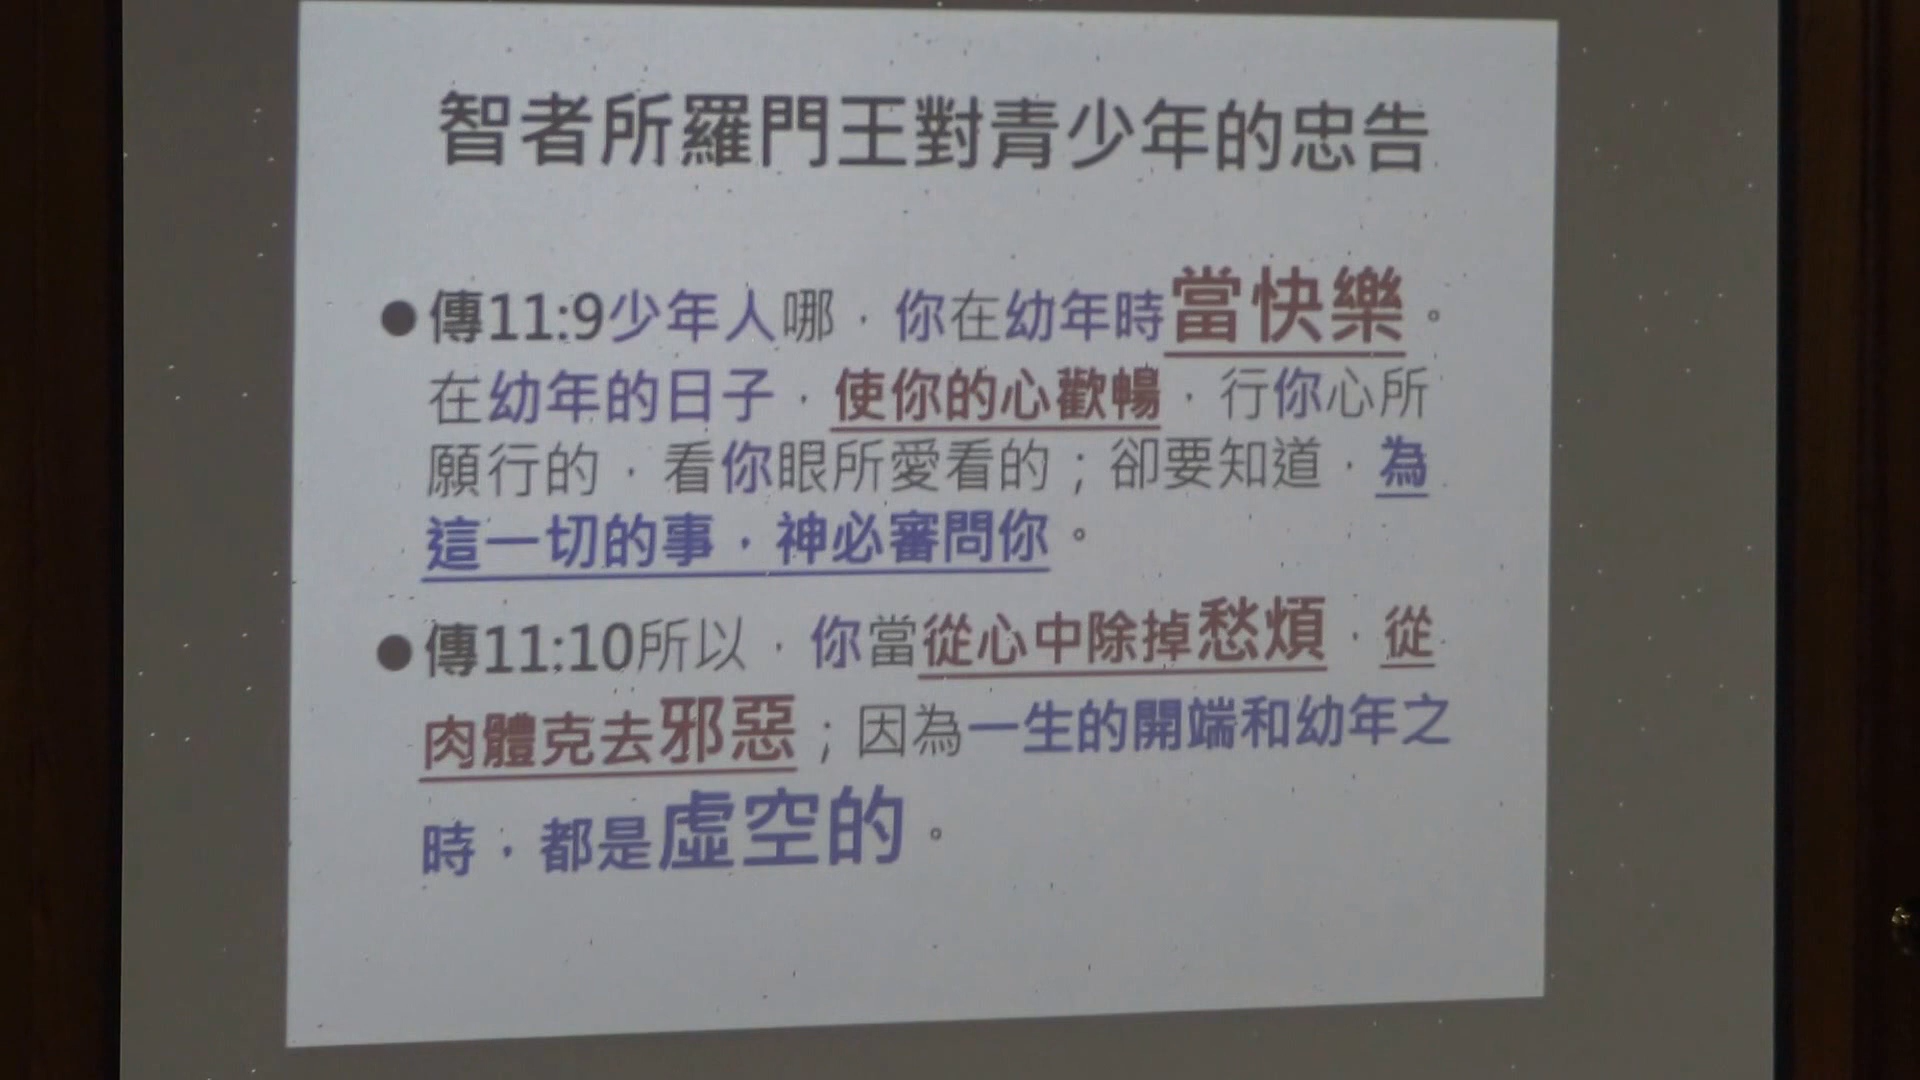 智者所羅門王對青少年的忠告
●傳11:9少年人哪，你在幼年時當快樂。
在幼年的日子，使你的心歡暢，行你心所
願行的，看你眼所愛看的；卻要知道，為
這一切的事，神必審問你。
●傳11:10所以，你當從心中除掉愁煩，從
肉體克去邪惡；因為一生的開端和幼年之
時，都是虛空的。